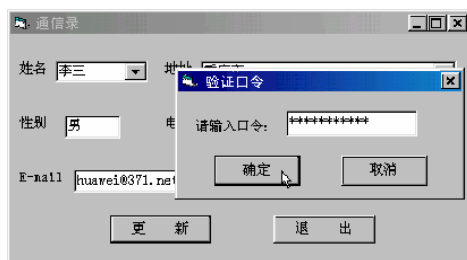 通信录
姓名 李三 地址
验证口令
性别 男
请输入口令: ***********
确定 取消
E-mail huawei@371.net
更 新 退 出